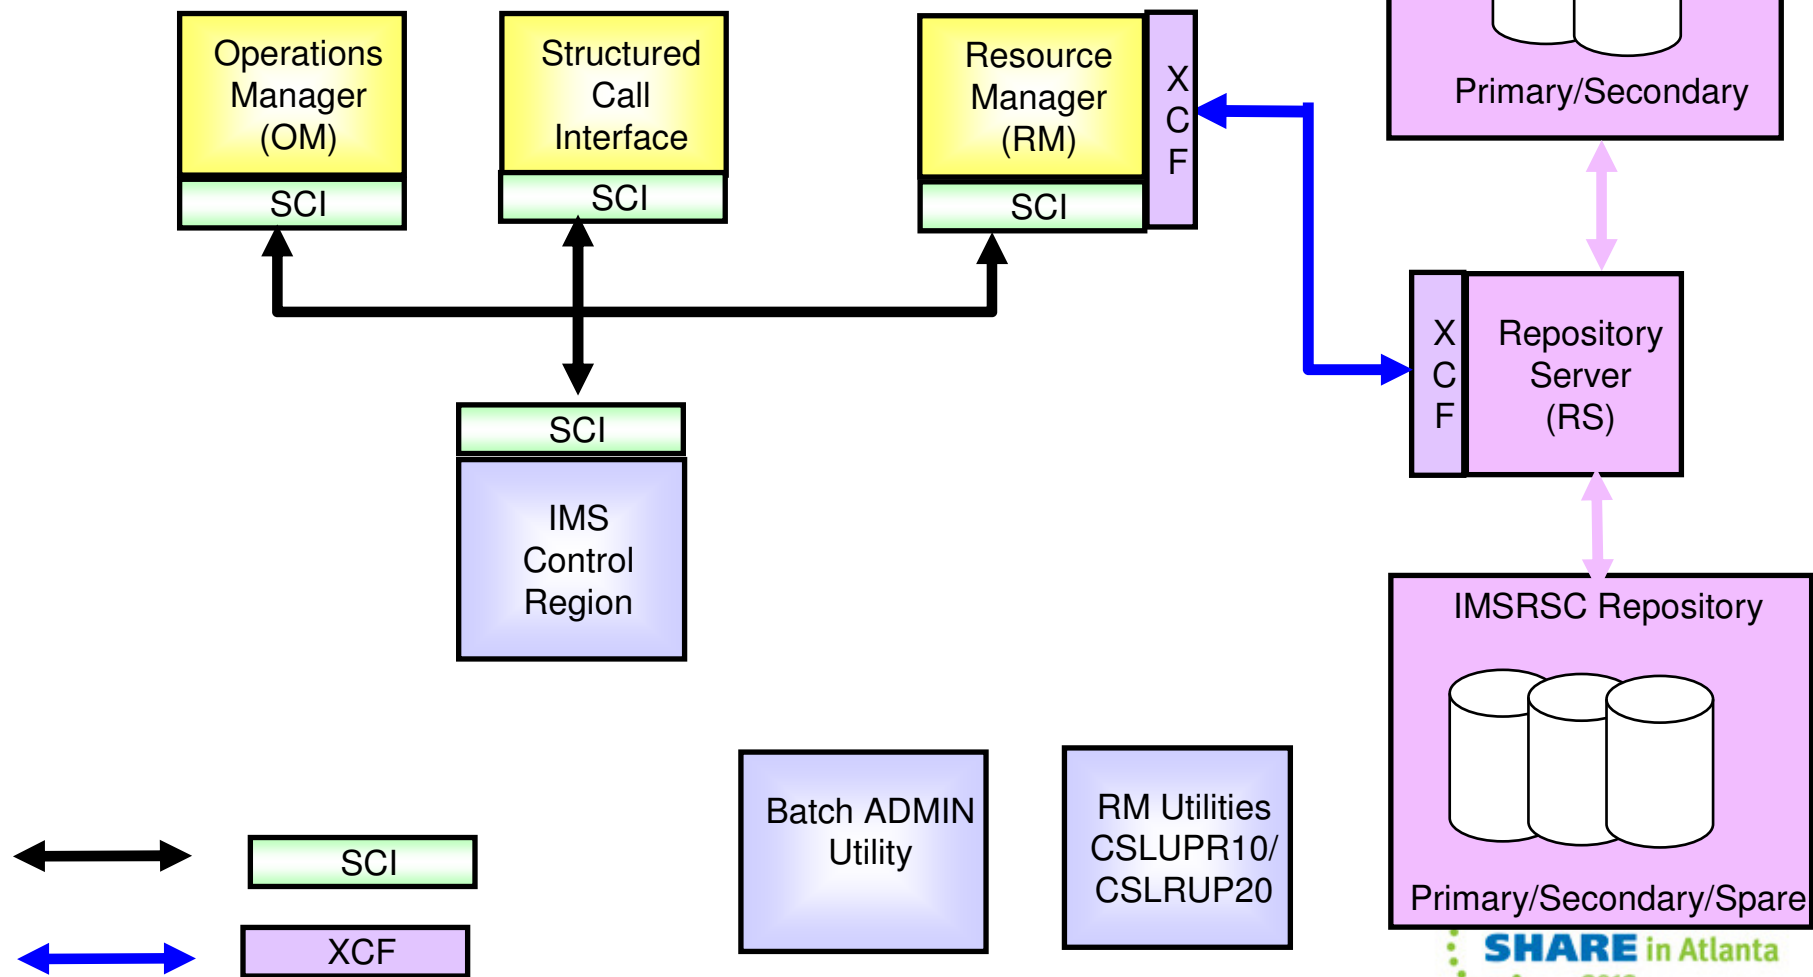 Operations
Manager
(OM)
SCI
Structured
Call
Interface
SCI
Resource
Manager
(RM)
SCI
X
C
F
Primary/Secondary
X
C
F
Repository
Server
(RS)
SCI
IMS
Control
Region
IMSRSC Repository
Primary/Secondary/Spare
Batch ADMIN
Utility
RM Utilities
CSLUPR10/
CSLRUP20
SCI
XCF
SHARE in Atlanta